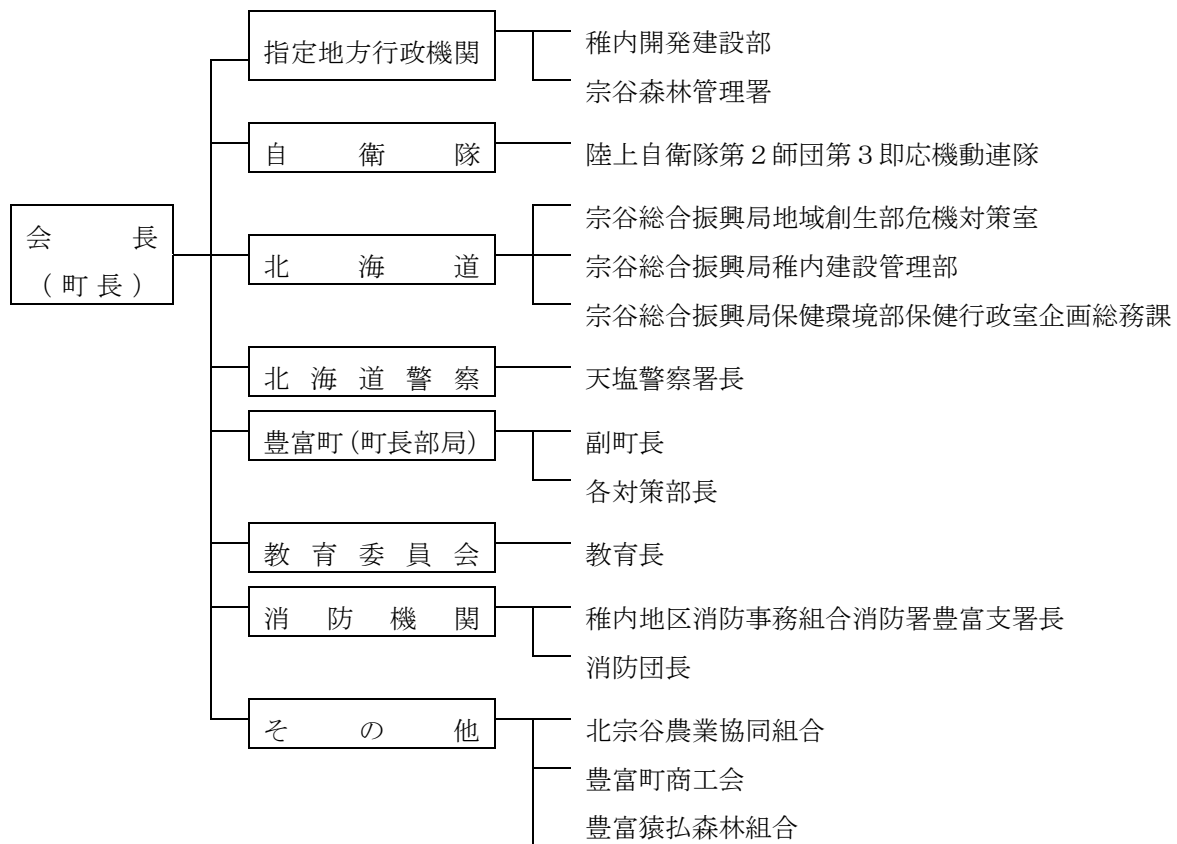 指定地方行政機関
稚内開発建設部
宗谷森林管理署
自衛隊
陸上自衛隊第２師団第３即応機動連隊
会長
（町長）
北海道
宗谷総合振興局地域創生部危機対策室
宗谷総合振興局稚内建設管理部
宗谷総合振興局保健環境部保健行政室企画総務課
北海道警察
天塩警察署長
豊富町(町長部局)
副町長
各対策部長
教育委員会
教育長
消防機関
稚内地区消防事務組合消防署豊富支署長
消防団長
その他
北宗谷農業協同組合
豊富町商工会
豊富猿払森林組合